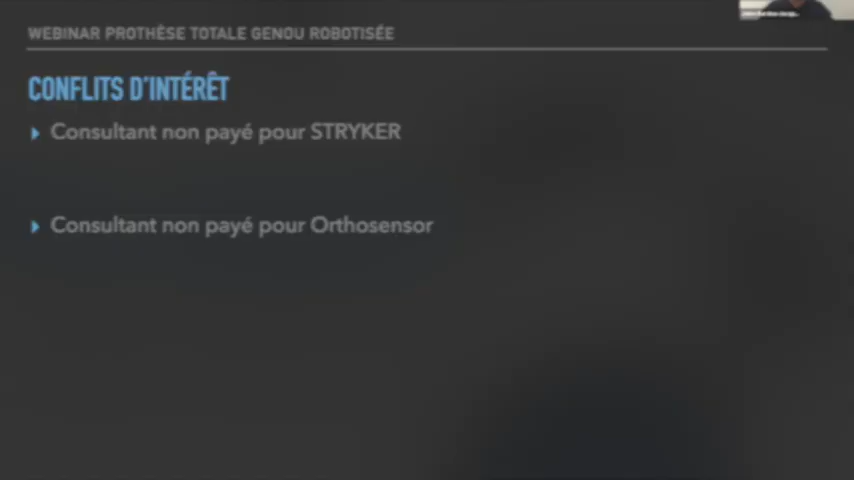 WEBINAR PROTHÈSE TOTALE GENOU ROBOTISÉE
CONFLITS D'INTÉRÊT
Consultant non payé pour STRYKER
Consultant non payé pour Orthosensor